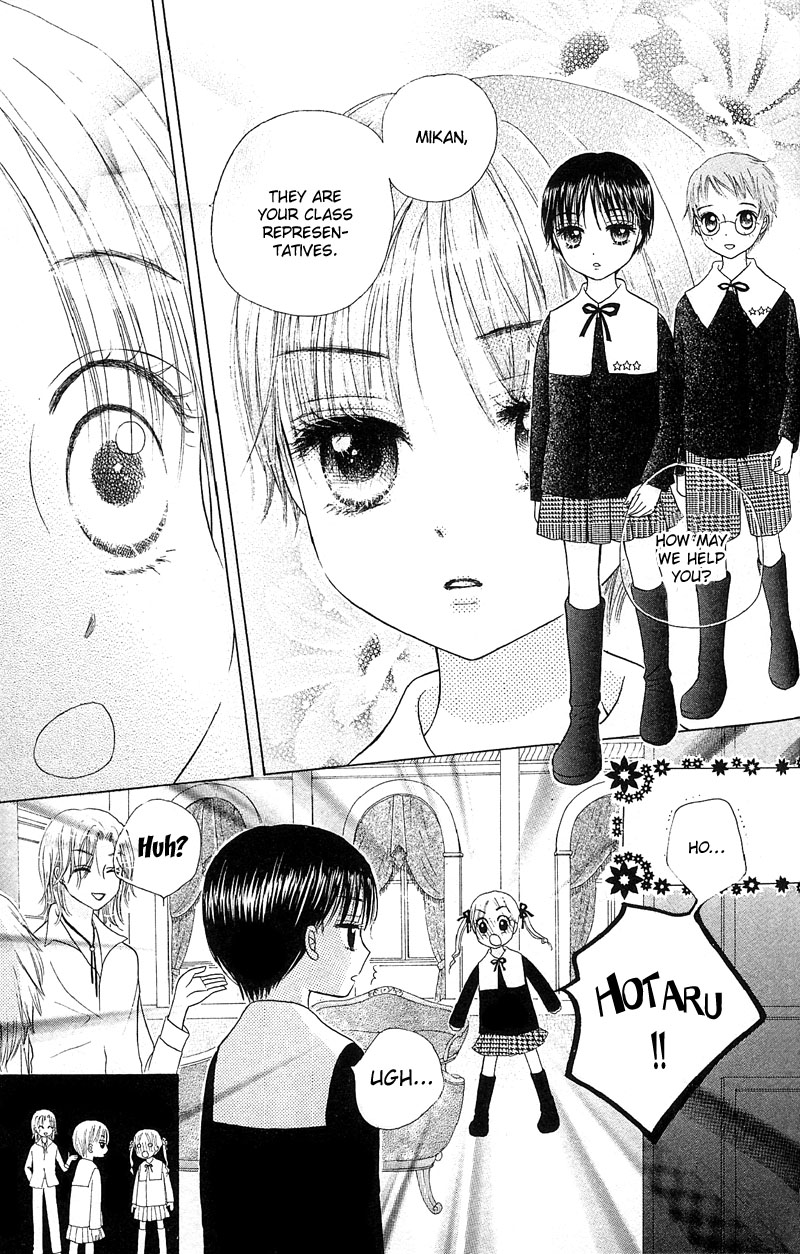 MIKAN,
THEY ARE
YOUR CLASS
REPRESEN-
TATIVES.
HOW MAY
WE HELP
YOU?
HO...
HOTARU
!!
Huh?
UGH...